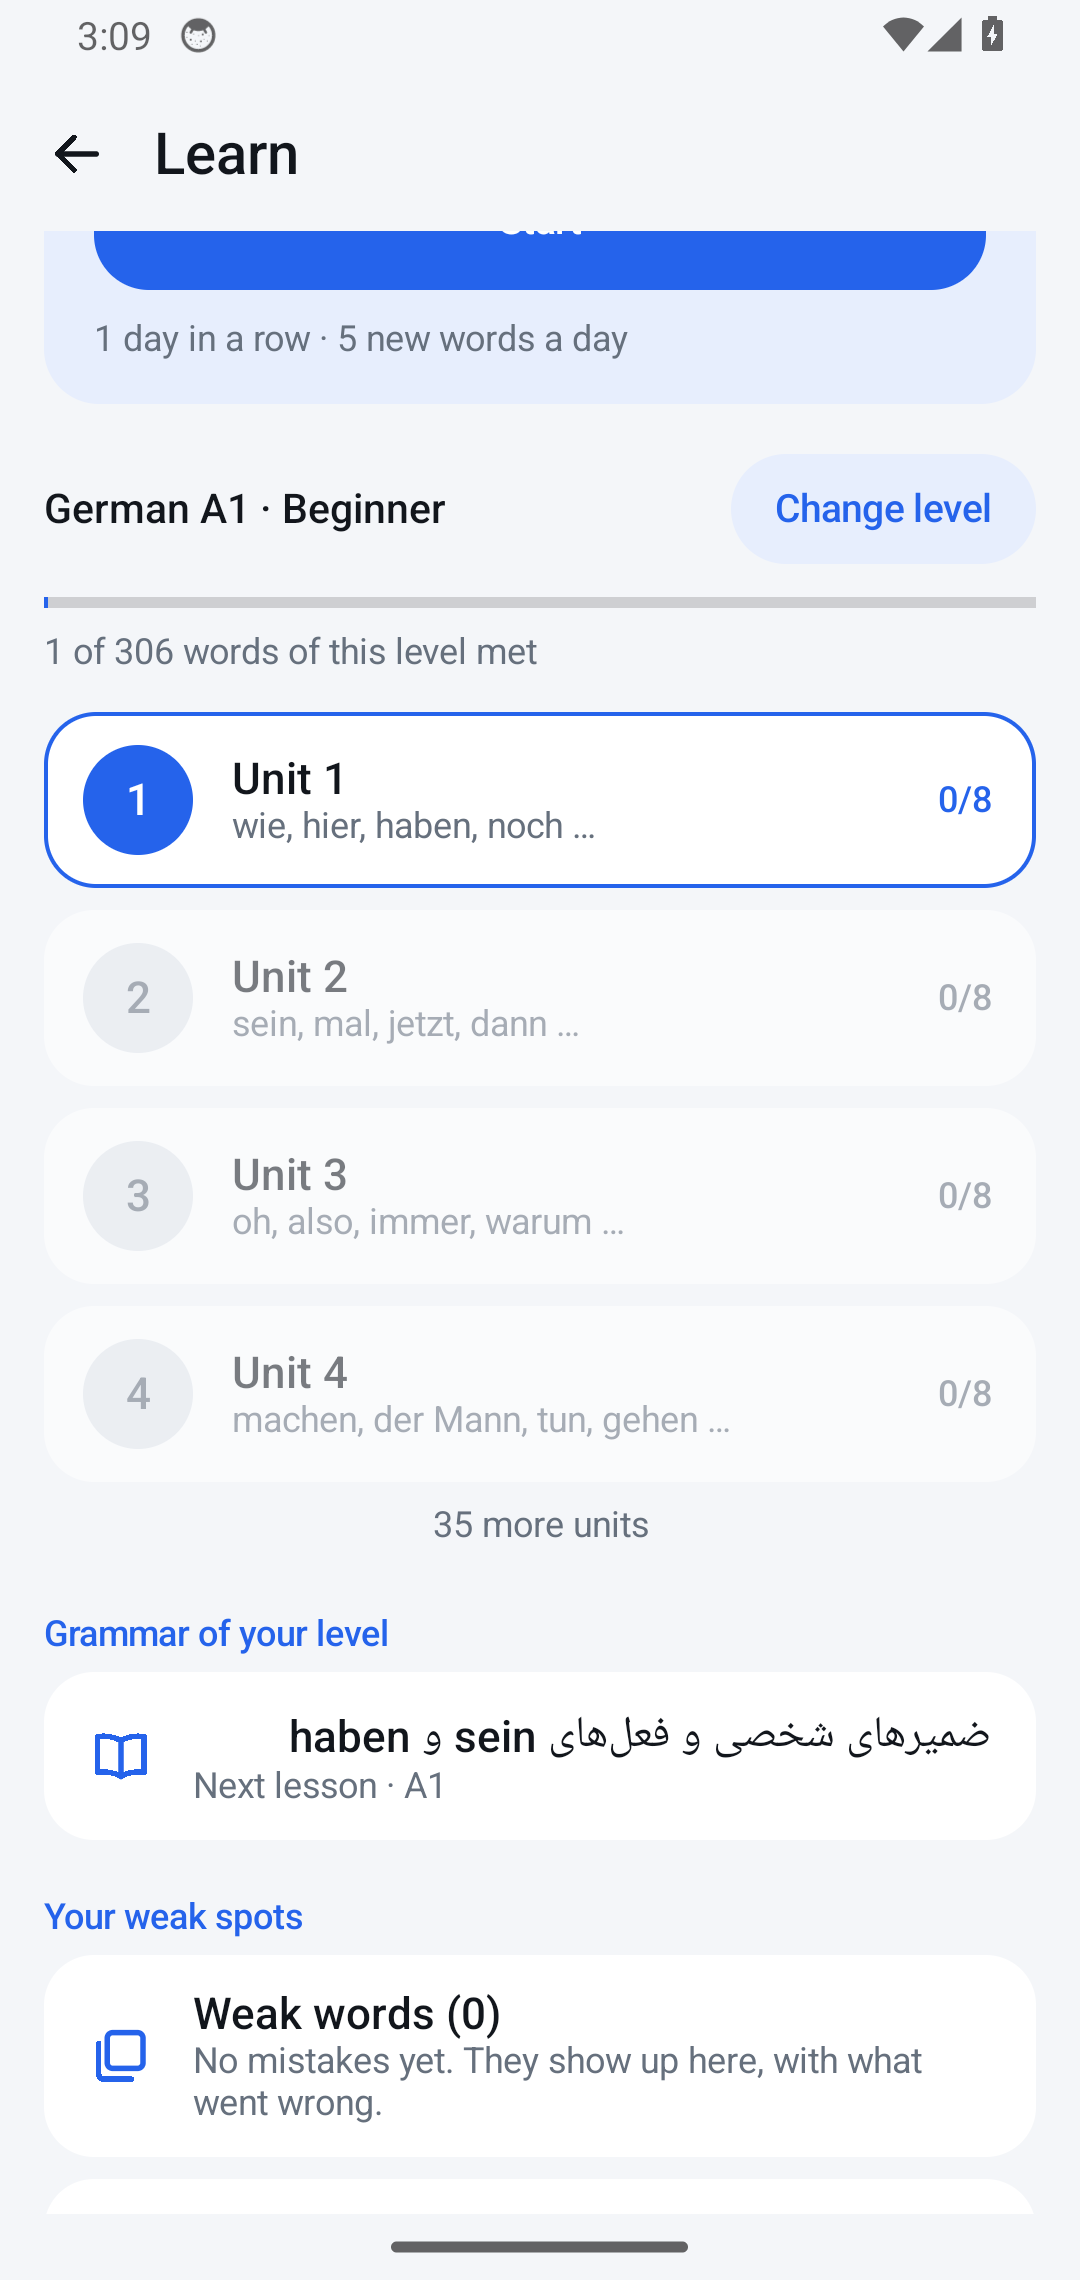 3:09
Learn
Start
1 day in a row · 5 new words a day
German A1 · Beginner
Change level
1 of 306 words of this level met
1
Unit 1
wie, hier, haben, noch ...
0/8
2
Unit 2
sein, mal, jetzt, dann ...
0/8
3
Unit 3
oh, also, immer, warum ...
0/8
4
Unit 4
machen, der Mann, tun, gehen ...
0/8
35 more units
Grammar of your level
ضمیرهای شخصی و فعل‌های sein و haben
Next lesson · A1
Your weak spots
Weak words (0)
No mistakes yet. They show up here, with what
went wrong.